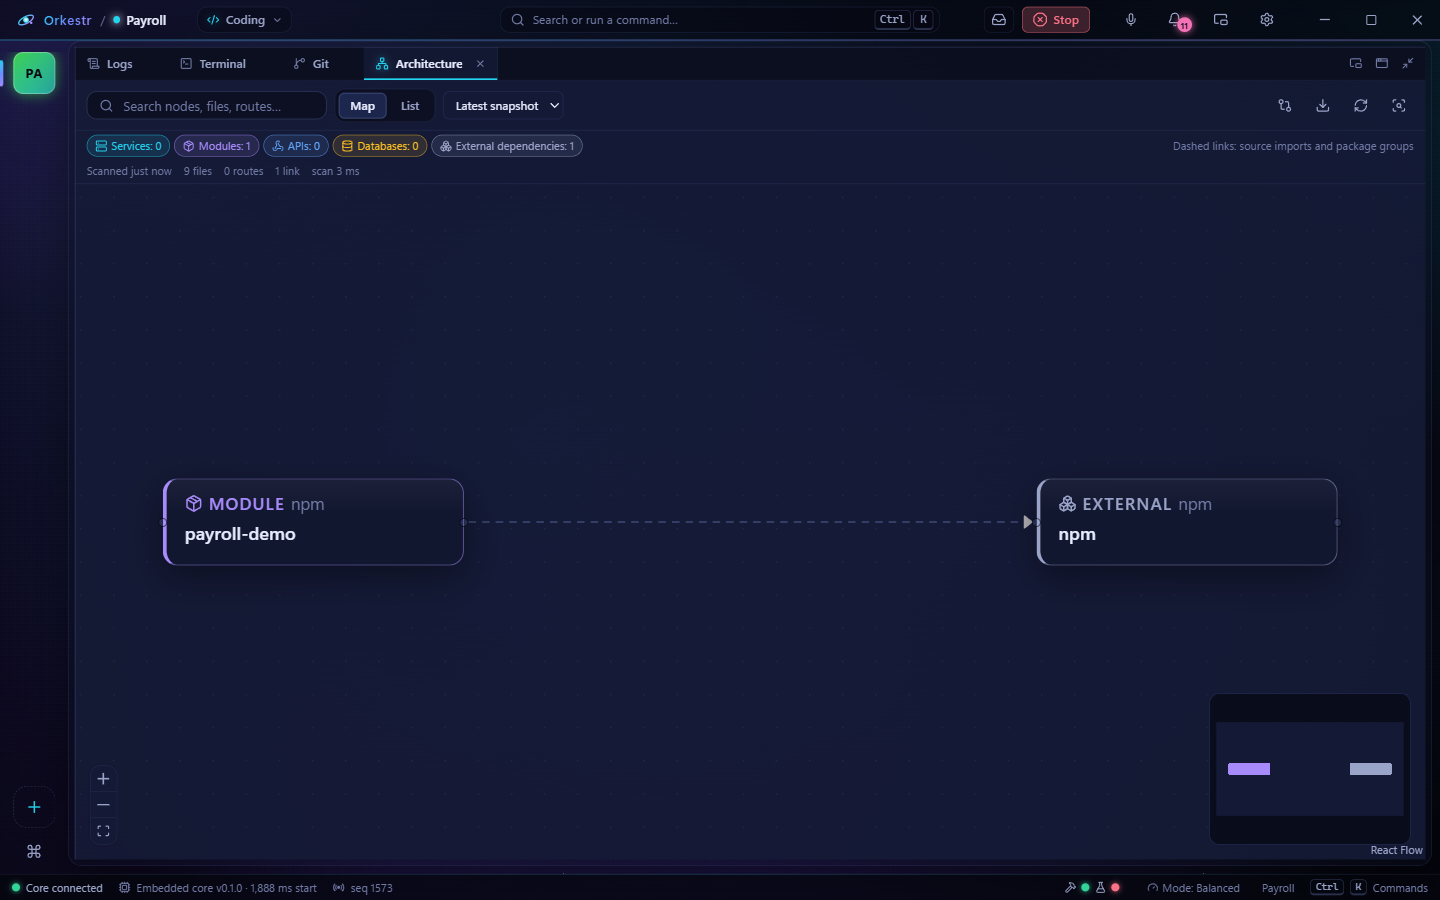 Orkestr / Payroll Coding Search or run a command... Ctrl K Stop 11
PA
Logs Terminal Git Architecture
Search nodes, files, routes... Map List Latest snapshot
Services: 0 Modules: 1 APIs: 0 Databases: 0 External dependencies: 1 Dashed links: source imports and package groups
Scanned just now 9 files 0 routes 1 link scan 3 ms
MODULE npm
payroll-demo
EXTERNAL npm
npm
React Flow
Core connected Embedded core v0.1.0 · 1,888 ms start seq 1573 Mode: Balanced Payroll Ctrl K Commands